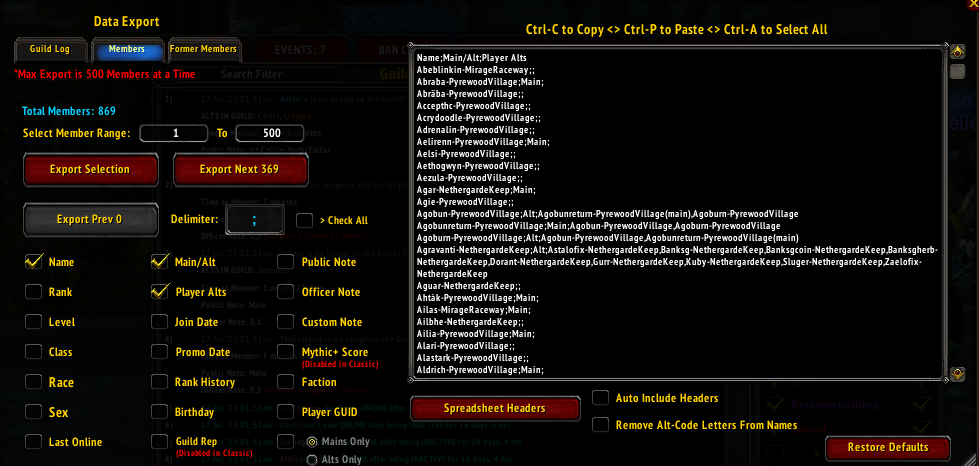 Data Export
Ctrl-C to Copy <> Ctrl-P to Paste <> Ctrl-A to Select All
Guild Log
Members
Former Members
EVENTS: 7
BAN L
*Max Export is 500 Members at a Time
Search Filter
Total Members: 869
Select Member Range:
1
To
500
Export Selection
Export Next 369
Export Prev 0
Delimiter:
;
> Check All
Name
Main/Alt
Public Note
Rank
Player Alts
Officer Note
Level
Join Date
Custom Note
Class
Promo Date
Mythic+ Score
(Disabled in Classic)
Race
Rank History
Faction
Sex
Birthday
Player GUID
Last Online
Guild Rep
(Disabled in Classic)
Mains Only
Alts Only
Name;Main/Alt;Player Alts
Abeblinkin-MirageRaceway;;
Abraba-PyrewoodVillage;Main;
Abrāba-PyrewoodVillage;;
Accepthc-PyrewoodVillage;;
Acrydoodle-PyrewoodVillage;;
Adrenalin-PyrewoodVillage;;
Aelirenn-PyrewoodVillage;Main;
Aelsi-PyrewoodVillage;;
Aethogwyn-PyrewoodVillage;;
Aezula-PyrewoodVillage;;
Agar-NethergardeKeep;Main;
Agie-PyrewoodVillage;;
Agobun-PyrewoodVillage;Alt;Agobunreturn-PyrewoodVillage(main),Agoburn-PyrewoodVillage
Agobunreturn-PyrewoodVillage;Main;Agobun-PyrewoodVillage,Agoburn-PyrewoodVillage
Agoburn-PyrewoodVillage;Alt;Agobun-PyrewoodVillage,Agobunreturn-PyrewoodVillage(main)
Agravanti-NethergardeKeep;Alt;Astalofix-NethergardeKeep,Banksg-NethergardeKeep,Banksgcoin-NethergardeKeep,Banksgherb-
NethergardeKeep,Dorant-NethergardeKeep,Gurr-NethergardeKeep,Kuby-NethergardeKeep,Sluger-NethergardeKeep,Zaelofix-
NethergardeKeep
Aguar-NethergardeKeep;;
Ahtàk-PyrewoodVillage;Main;
Ailas-MirageRaceway;Main;
Ailbhe-NethergardeKeep;;
Ailia-PyrewoodVillage;Main;
Alari-PyrewoodVillage;;
Alastark-PyrewoodVillage;;
Aldrich-PyrewoodVillage;Main;
Spreadsheet Headers
Auto Include Headers
Remove Alt-Code Letters From Names
Recommendations
Restore Defaults